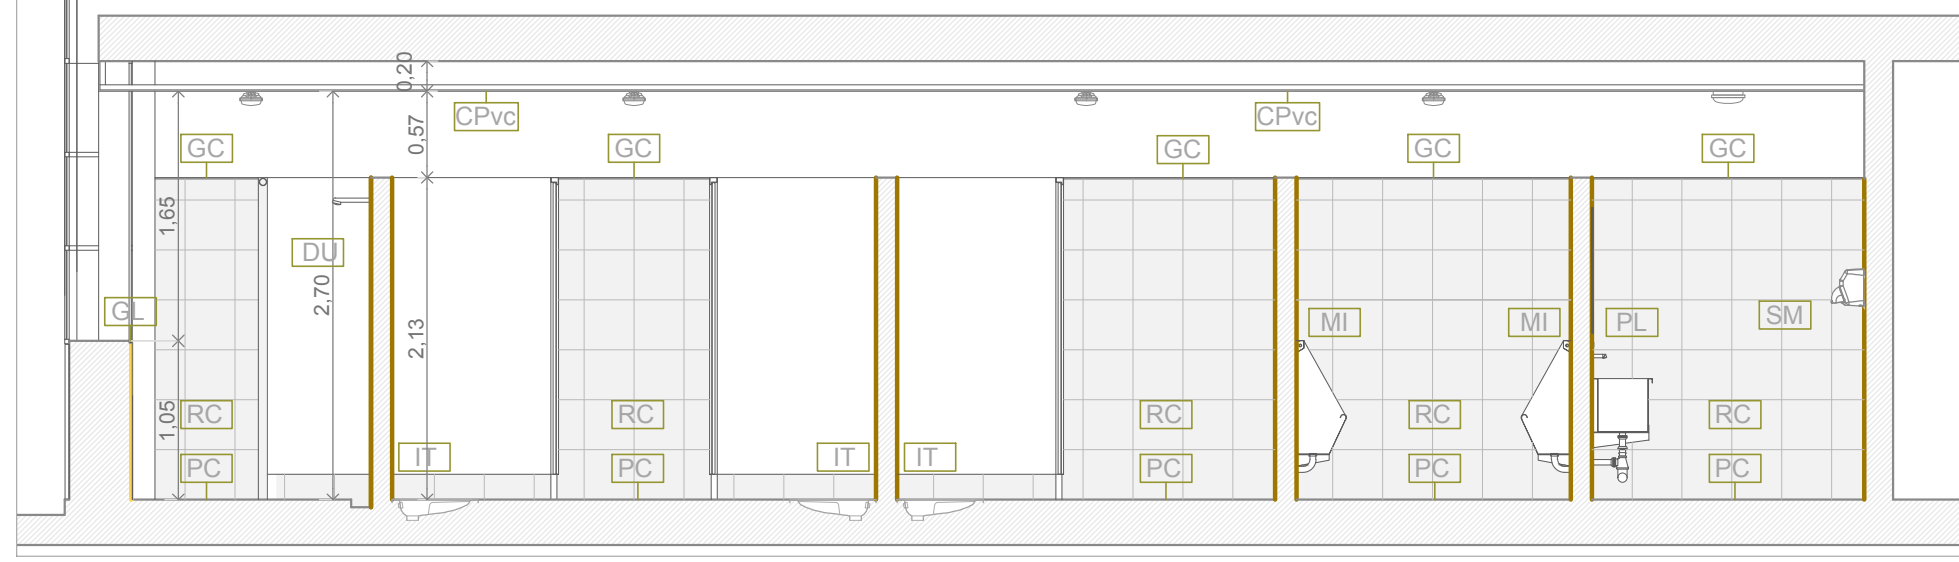 0,20
CPvc
CPvc
0,57
GC
GC
GC
GC
GC
1,65
DU
2,70
GL
2,13
MI
MI
PL
SM
1,05
RC
RC
RC
RC
RC
IT
IT
IT
PC
PC
PC
PC
PC